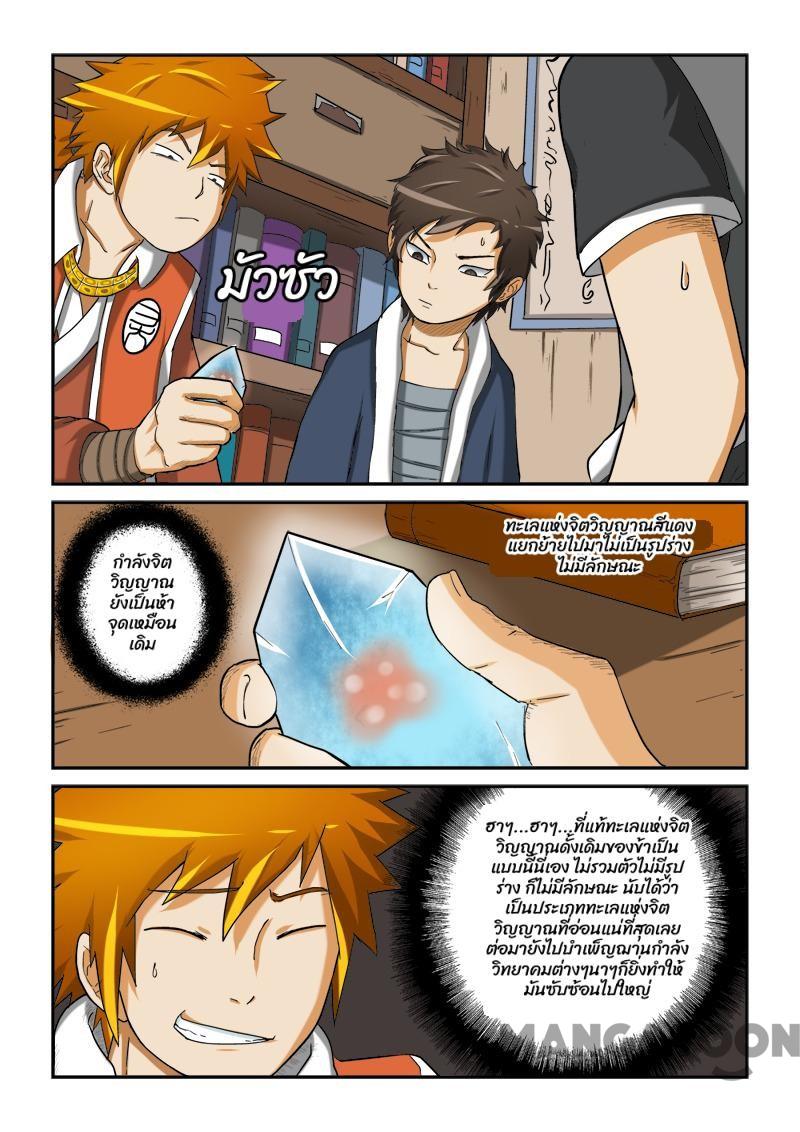 มัวซัว
ทะเลแห่งจิตวิญญาณสีแดง
แยกย้ายไปมาไม่เป็นรูปร่าง
ไม่มีลักษณะ
กำลังจิต
วิญญาณ
ยังเป็นห้า
จุดเหมือน
เดิม
ฮาๆ...ฮาๆ...ที่แท้ทะเลแห่งจิต
วิญญาณดั้งเดิมของข้าเป็น
แบบนี้นี่เอง ไม่รวมตัวไม่มีรูป
ร่าง ก็ไม่มีลักษณะ นับได้ว่า
เป็นประเภททะเลแห่งจิต
วิญญาณที่อ่อนแน่ที่สุดเลย
ต่อมายังไปบำเพ็ญฌานกำลัง
วิทยาคมต่างๆนาๆก็ยิ่งทำให้
มันซับซ้อนไปใหญ่